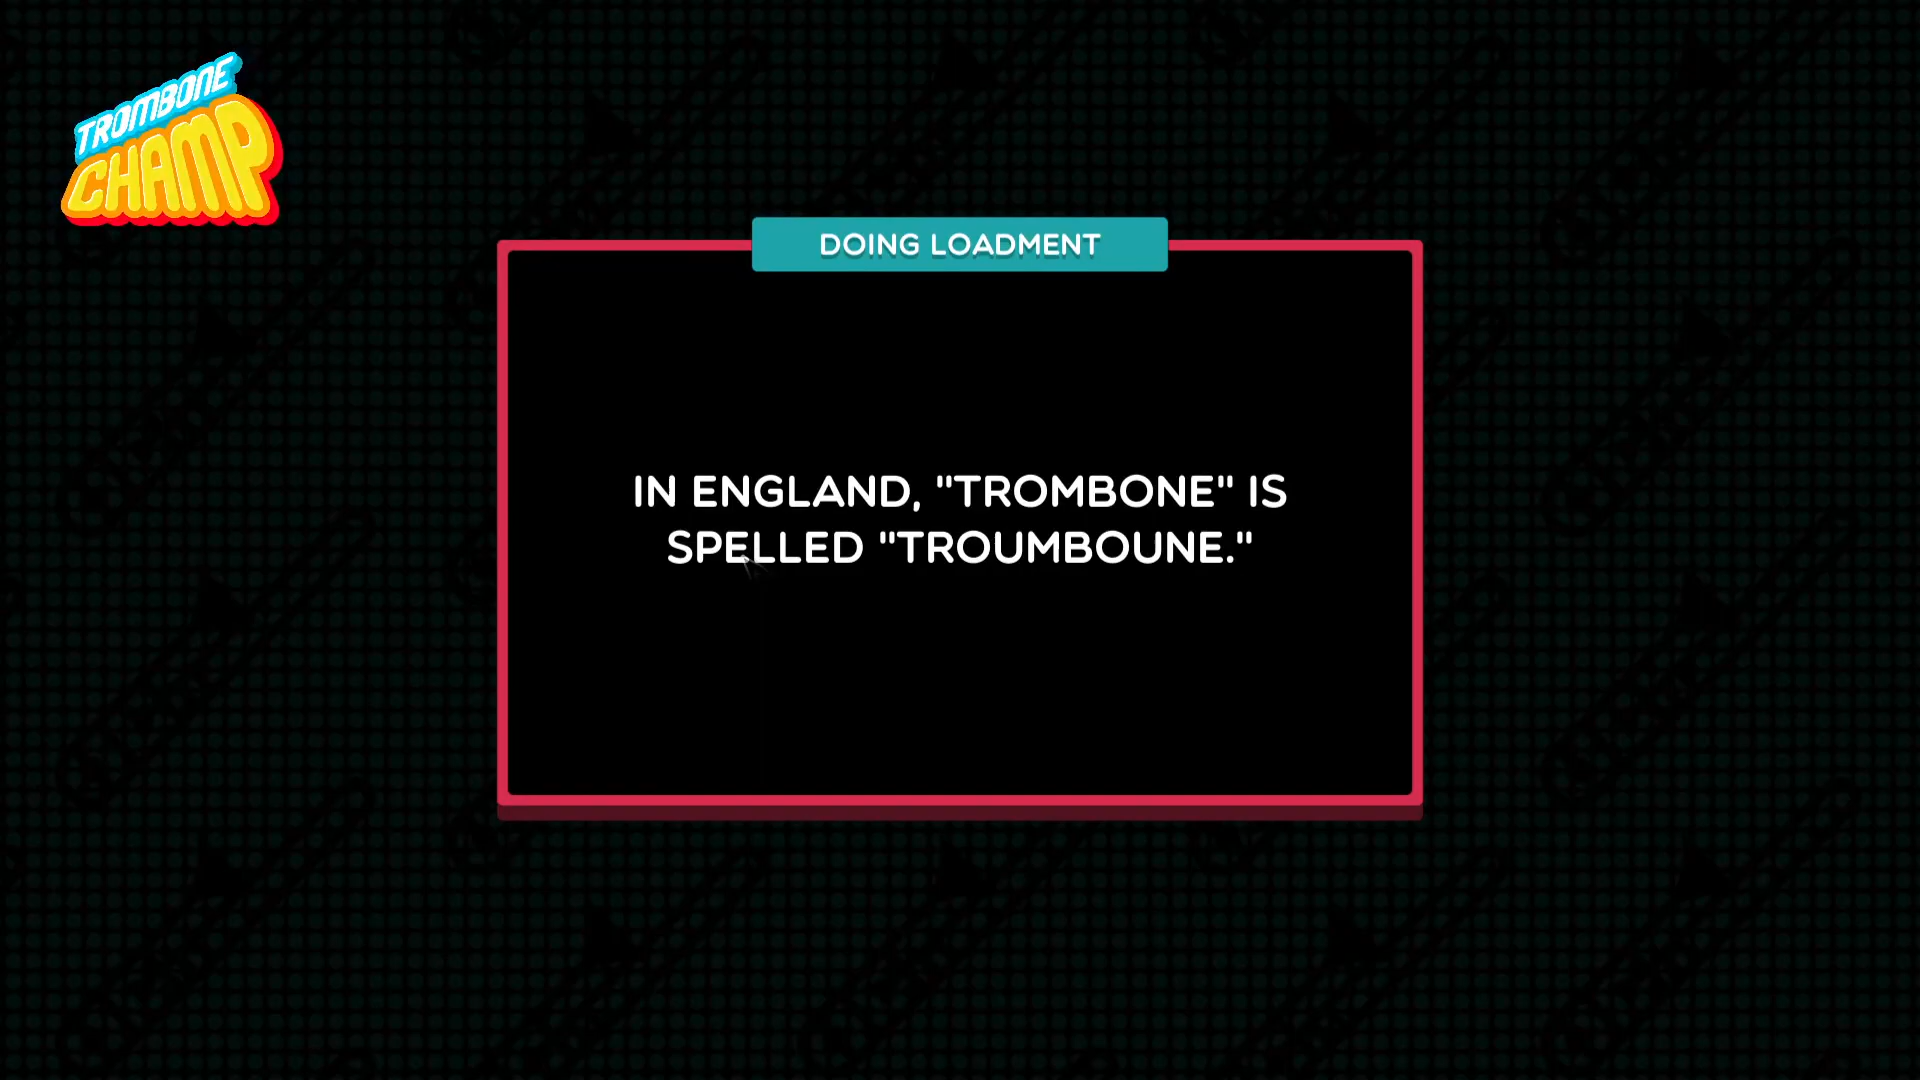 TROMBONE
CHAMP
DOING LOADMENT
IN ENGLAND, "TROMBONE" IS
SPELLED "TROUMBOUNE."